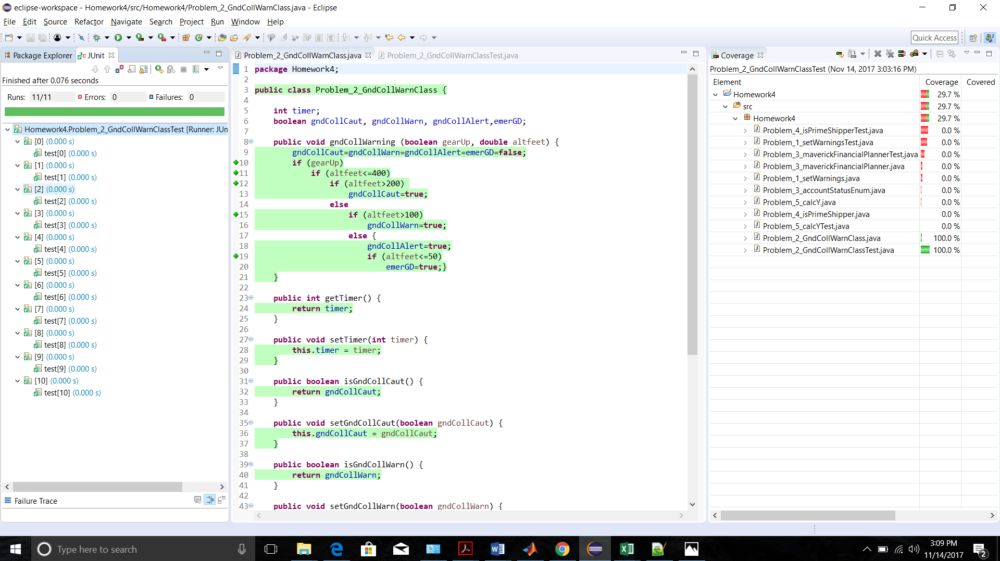 eclipse-workspace - Homework4/src/Homework4/Problem_2_GndCollWarnClass.java - Eclipse
File Edit Source Refactor Navigate Search Project Run Window Help
Quick Access
Package Explorer JUnit
Finished after 0.076 seconds
Runs: 11/11 Errors: 0 Failures: 0
Homework4.Problem_2_GndCollWarnClassTest [Runner: JUn
[0] (0.000 s)
test[0] (0.000 s)
[1] (0.000 s)
test[1] (0.000 s)
[2] (0.000 s)
test[2] (0.000 s)
[3] (0.000 s)
test[3] (0.000 s)
[4] (0.000 s)
test[4] (0.000 s)
[5] (0.000 s)
test[5] (0.000 s)
[6] (0.000 s)
test[6] (0.000 s)
[7] (0.000 s)
test[7] (0.000 s)
[8] (0.000 s)
test[8] (0.000 s)
[9] (0.000 s)
test[9] (0.000 s)
[10] (0.000 s)
test[10] (0.000 s)
Failure Trace
Problem_2_GndCollWarnClass.java Problem_2_GndCollWarnClassTest.java
1 package Homework4;
2
3 public class Problem_2_GndCollWarnClass {
4
5 int timer;
6 boolean gndCollCaut, gndCollWarn, gndCollAlert,emerGD;
7
8 public void gndCollWarning (boolean gearUp, double altfeet) {
9 gndCollCaut=gndCollWarn=gndCollAlert=emerGD=false;
10 if (gearUp)
11 if (altfeet<=400)
12 if (altfeet>200)
13 gndCollCaut=true;
14 else
15 if (altfeet>100)
16 gndCollWarn=true;
17 else {
18 gndCollAlert=true;
19 if (altfeet<=50)
20 emerGD=true;}
21 }
22
23 public int getTimer() {
24 return timer;
25 }
26
27 public void setTimer(int timer) {
28 this.timer = timer;
29 }
30
31 public boolean isGndCollCaut() {
32 return gndCollCaut;
33 }
34
35 public void setGndCollCaut(boolean gndCollCaut) {
36 this.gndCollCaut = gndCollCaut;
37 }
38
39 public boolean isGndCollWarn() {
40 return gndCollWarn;
41 }
42
43 public void setGndCollWarn(boolean gndCollWarn) {
Coverage
Problem_2_GndCollWarnClassTest (Nov 14, 2017 3:03:16 PM)
Element Coverage Covered
Homework4 29.7 %
src 29.7 %
Homework4 29.7 %
Problem_4_isPrimeShipperTest.java 0.0 %
Problem_1_setWarningsTest.java 0.0 %
Problem_3_maverickFinancialPlannerTest.java 0.0 %
Problem_3_maverickFinancialPlanner.java 0.0 %
Problem_1_setWarnings.java 0.0 %
Problem_3_accountStatusEnum.java 0.0 %
Problem_5_calcY.java 0.0 %
Problem_4_isPrimeShipper.java 0.0 %
Problem_5_calcYTest.java 0.0 %
Problem_2_GndCollWarnClass.java 100.0 %
Problem_2_GndCollWarnClassTest.java 100.0 %
Type here to search
3:09 PM
11/14/2017
2